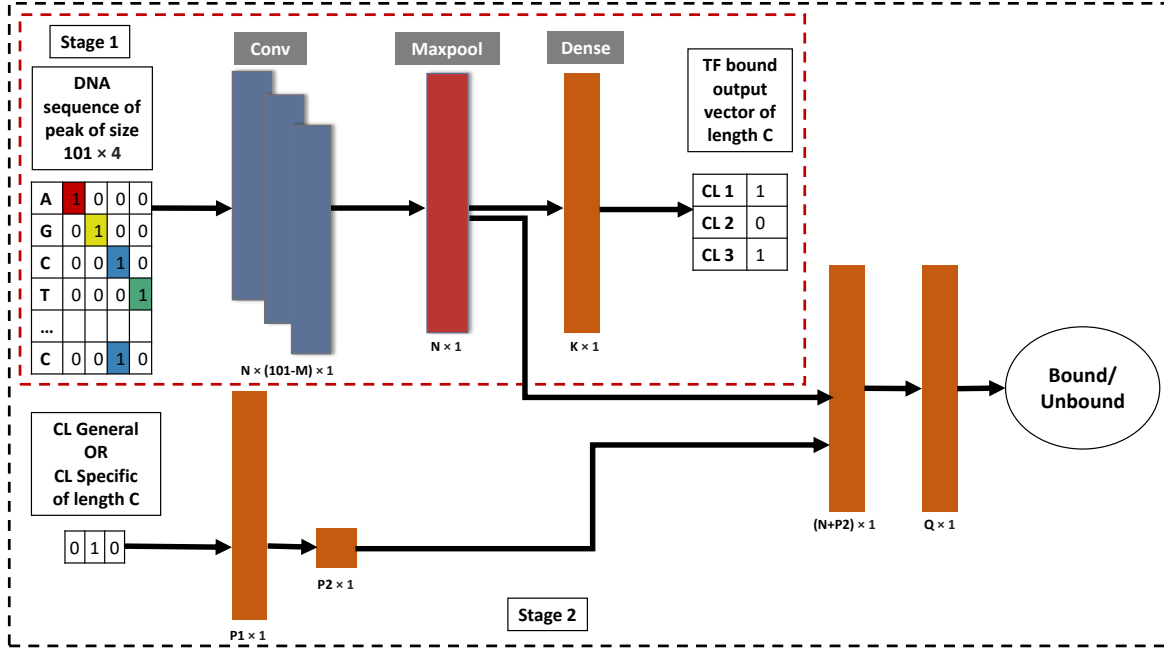 Stage 1
Conv
Maxpool
Dense
DNA
sequence of
peak of size
101 × 4
TF bound
output
vector of
length C
A 1 0 0 0
G 0 1 0 0
C 0 0 1 0
T 0 0 0 1
...
C 0 0 1 0
CL 1 1
CL 2 0
CL 3 1
N × (101-M) × 1
N × 1
K × 1
CL General
OR
CL Specific
of length C
0 1 0
P1 × 1
P2 × 1
(N+P2) × 1
Q × 1
Bound/
Unbound
Stage 2